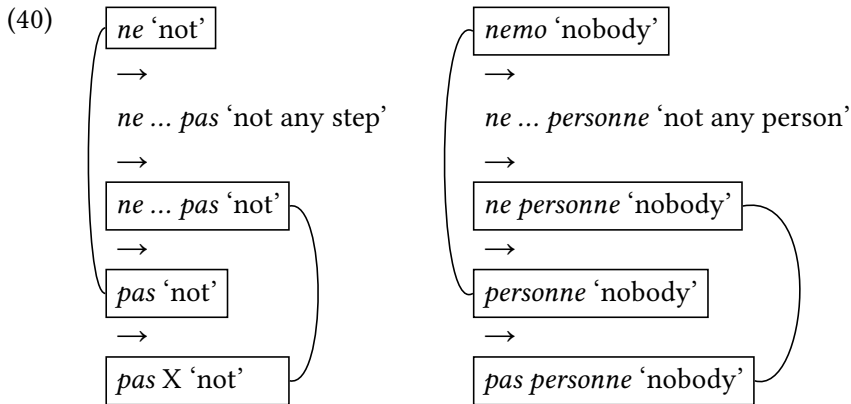 (40)
ne ‘not’
→
ne ... pas ‘not any step’
→
ne ... pas ‘not’
→
pas ‘not’
→
pas X ‘not’
nemo ‘nobody’
→
ne ... personne ‘not any person’
→
ne personne ‘nobody’
→
personne ‘nobody’
→
pas personne ‘nobody’